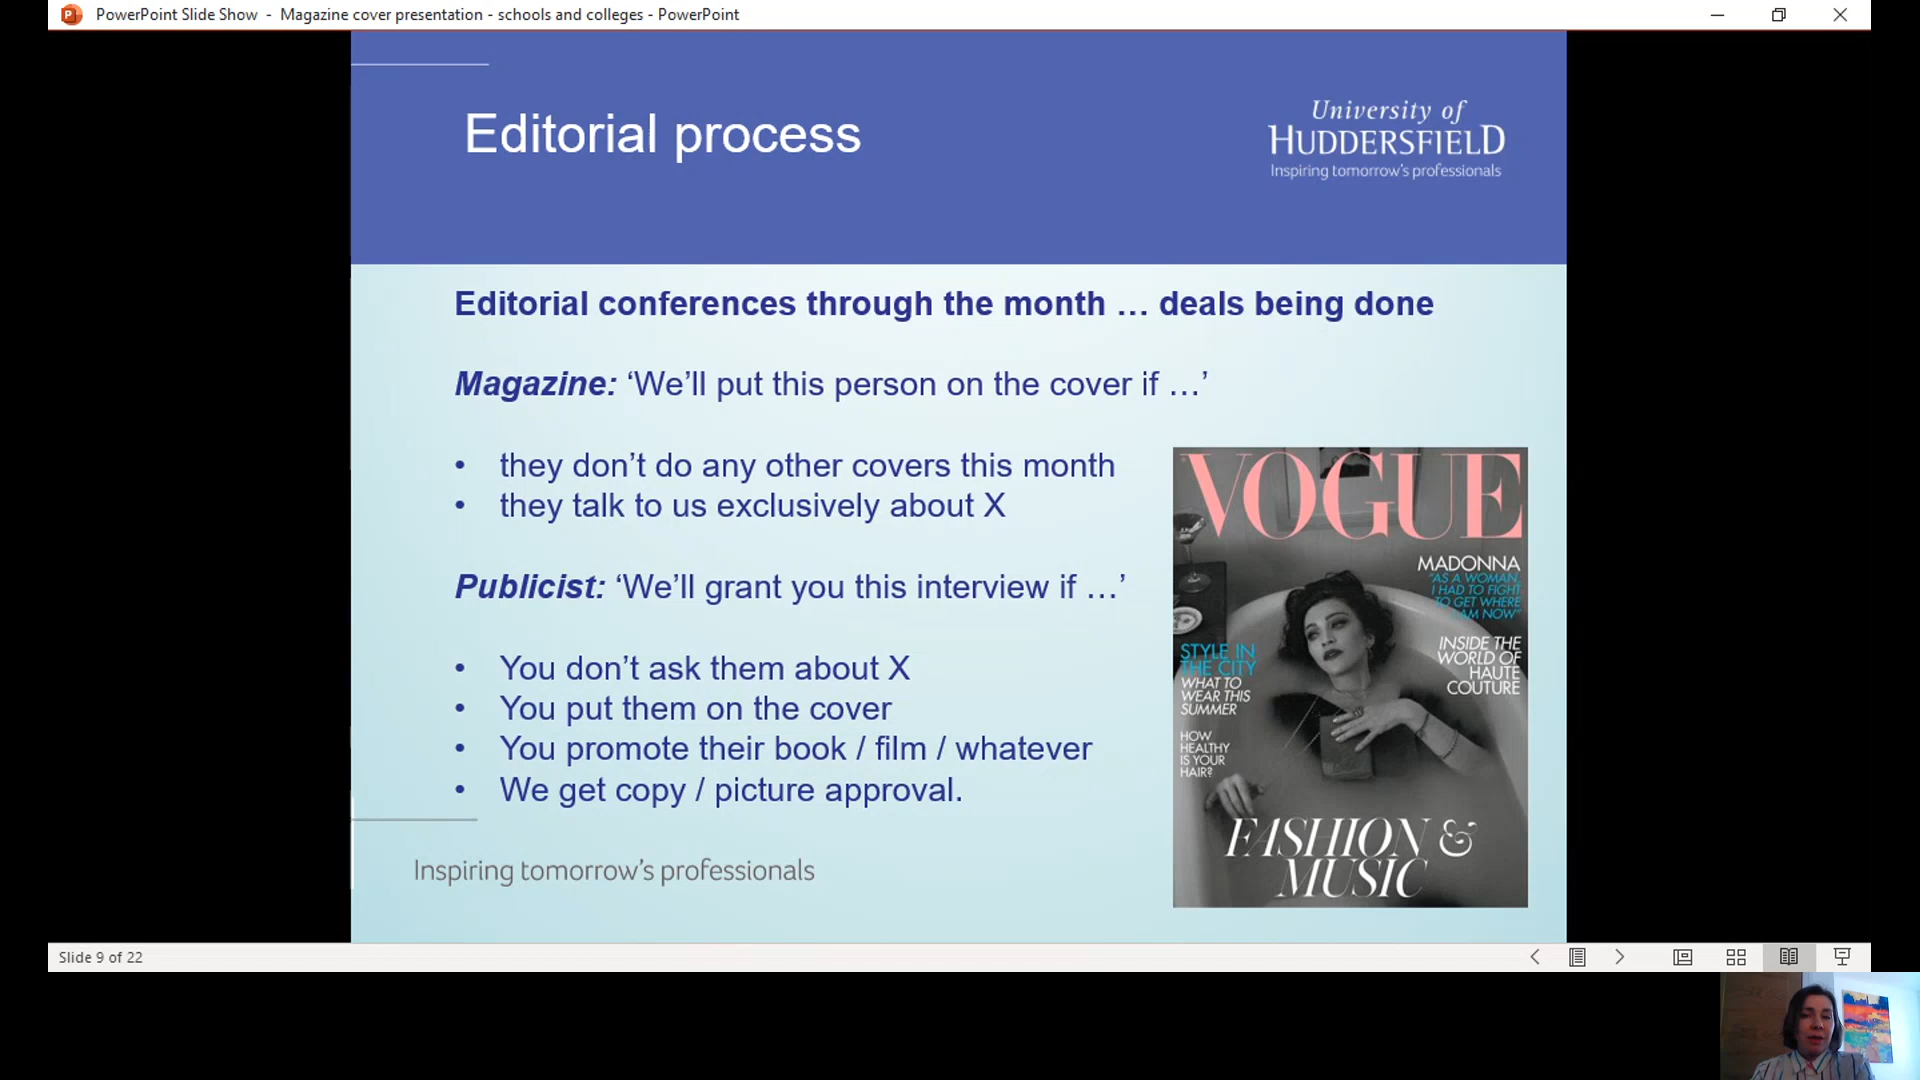 PowerPoint Slide Show - Magazine cover presentation - schools and colleges - PowerPoint
Editorial process
University of
HUDDERSFIELD
Inspiring tomorrow's professionals
Editorial conferences through the month … deals being done
Magazine: ‘We’ll put this person on the cover if …’
• they don’t do any other covers this month
• they talk to us exclusively about X
Publicist: ‘We’ll grant you this interview if …’
• You don’t ask them about X
• You put them on the cover
• You promote their book / film / whatever
• We get copy / picture approval.
VOGUE
MADONNA
"AS A WOMAN,
I HAD TO FIGHT
TO GET WHERE
I AM NOW"
INSIDE THE
WORLD OF
HAUTE
COUTURE
STYLE IN
THE CITY
WHAT TO
WEAR THIS
SUMMER
HOW
HEALTHY
IS YOUR
HAIR?
FASHION &
MUSIC
Inspiring tomorrow's professionals
Slide 9 of 22